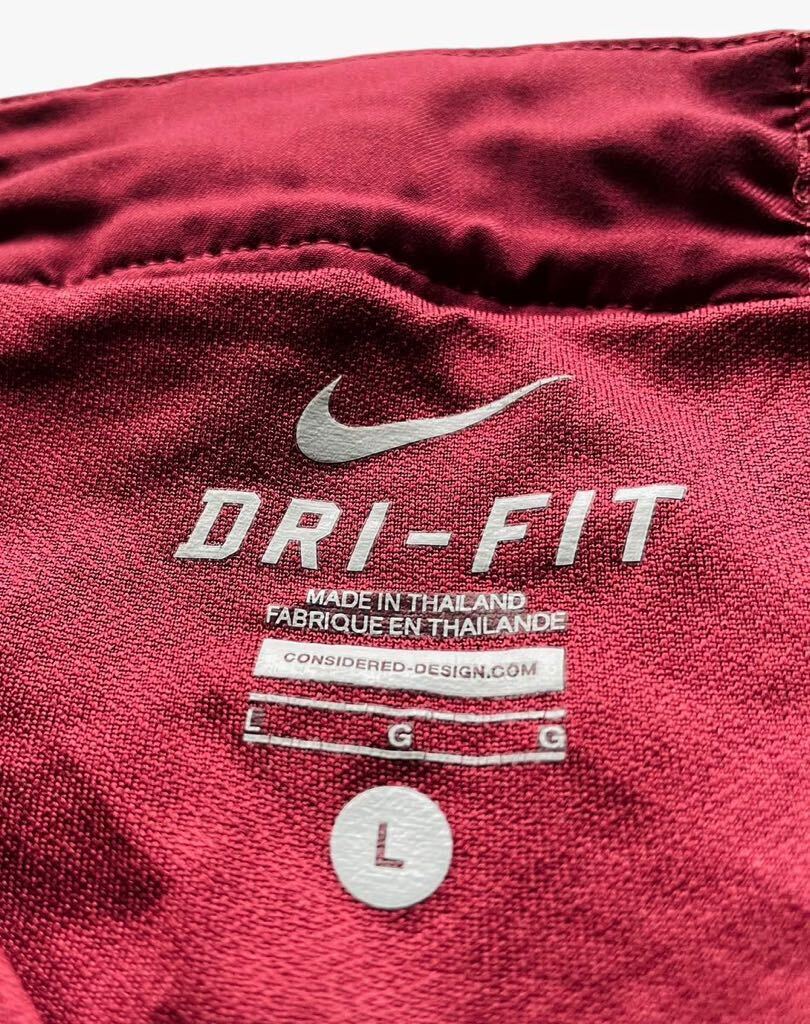 DRI-FIT
MADE IN THAILAND
FABRIQUE EN THAILANDE
CONSIDERED-DESIGN.COM
L G G
L